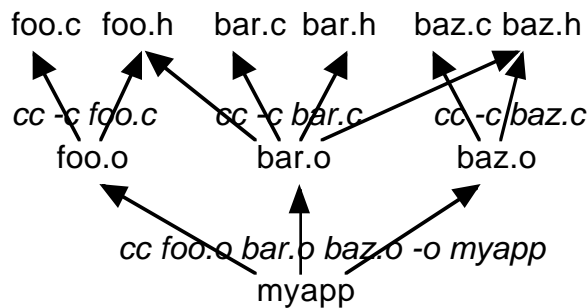 foo.c foo.h bar.c bar.h baz.c baz.h
cc -c foo.c cc -c bar.c cc -c baz.c
foo.o bar.o baz.o
cc foo.o bar.o baz.o -o myapp
myapp